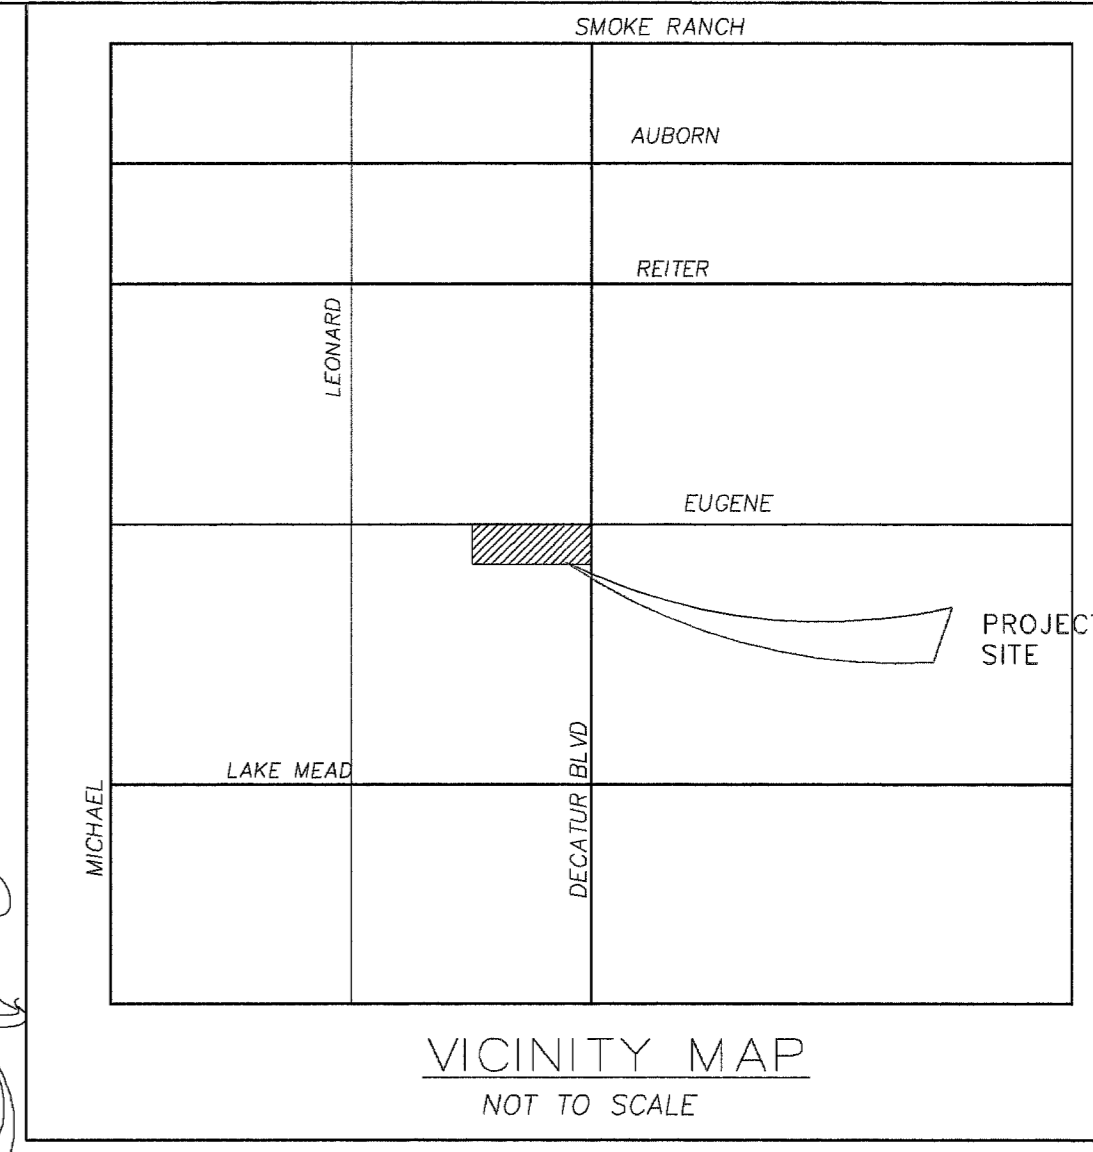 SMOKE RANCH
AUBORN
REITER
LEONARD
EUGENE
PROJECT
SITE
LAKE MEAD
DECATUR BLVD
MICHAEL
VICINITY MAP
NOT TO SCALE